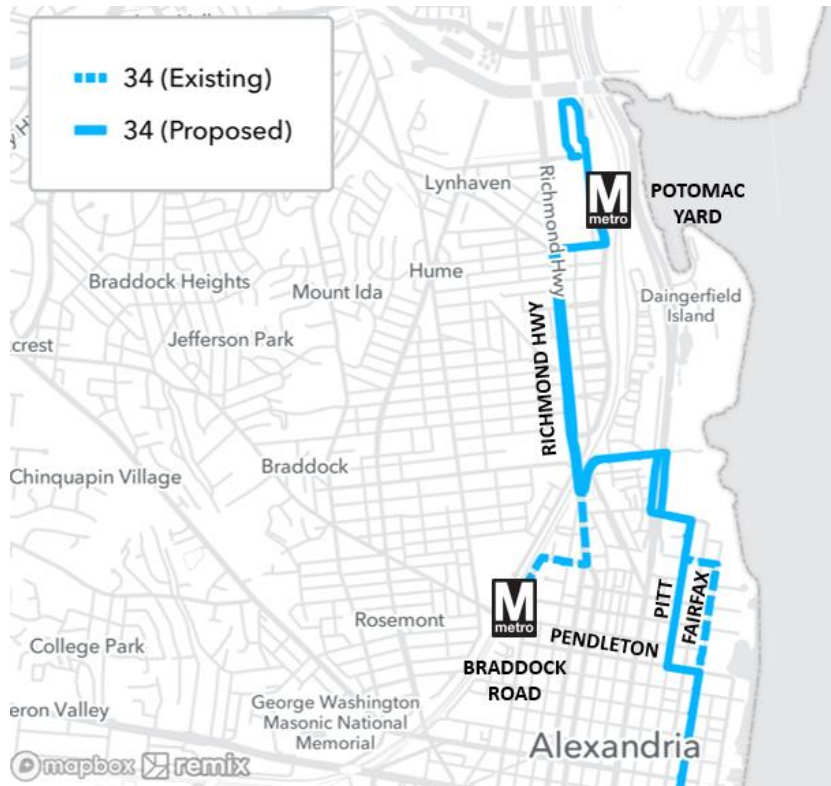 34 (Existing)
34 (Proposed)
Lynhaven
Richmond Hwy
M
metro
POTOMAC
YARD
Braddock Heights
Hume
Mount Ida
Richmond Hwy
Daingerfield
Island
crest
Jefferson Park
RICHMOND HWY
Chinquapin Village
Braddock
M
metro
PITT
FAIRFAX
Rosemont
PENDLETON
College Park
BRADDOCK
ROAD
eron Valley
George Washington
Masonic National
Memorial
Alexandria
mapbox remix